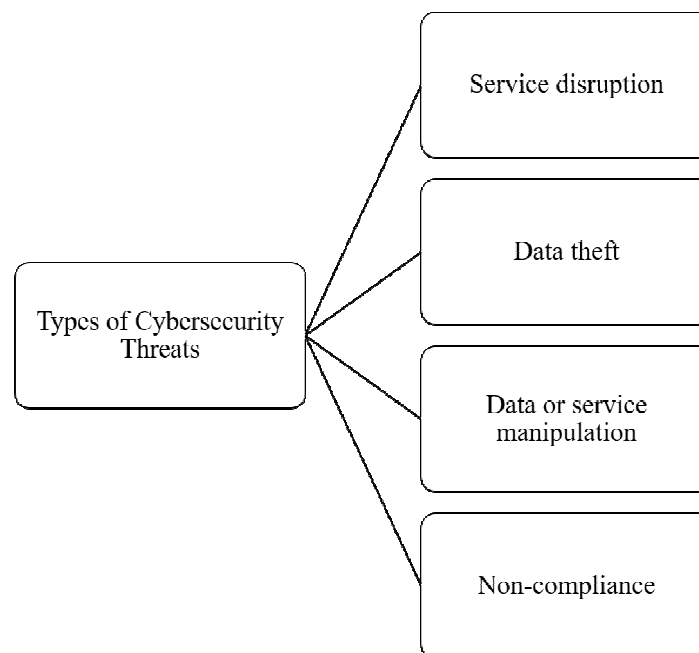 Service disruption
Data theft
Types of Cybersecurity
Threats
Data or service
manipulation
Non-compliance